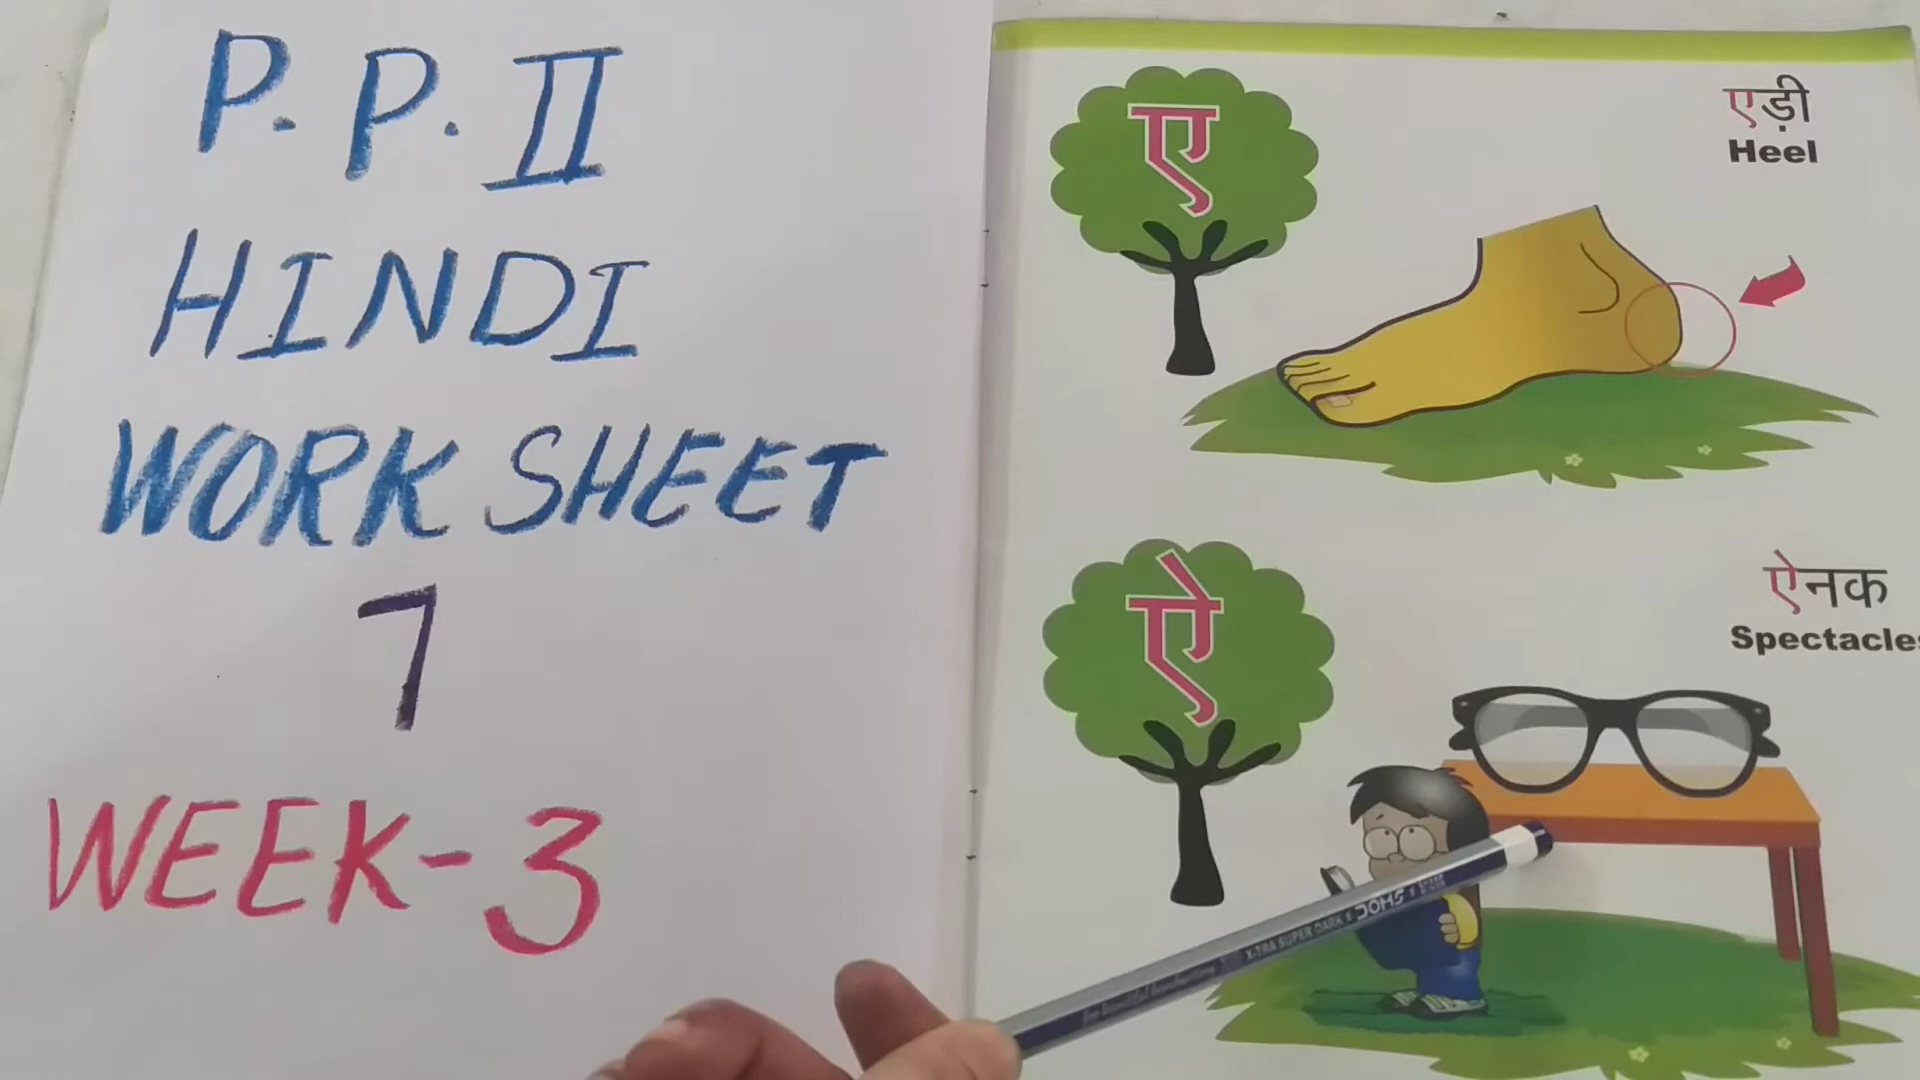 P. P. II
HINDI
WORK SHEET
7
WEEK-3
ए
एड़ी
Heel
ऐ
ऐनक
Spectacles
X-TRA SUPER DARK DOMS